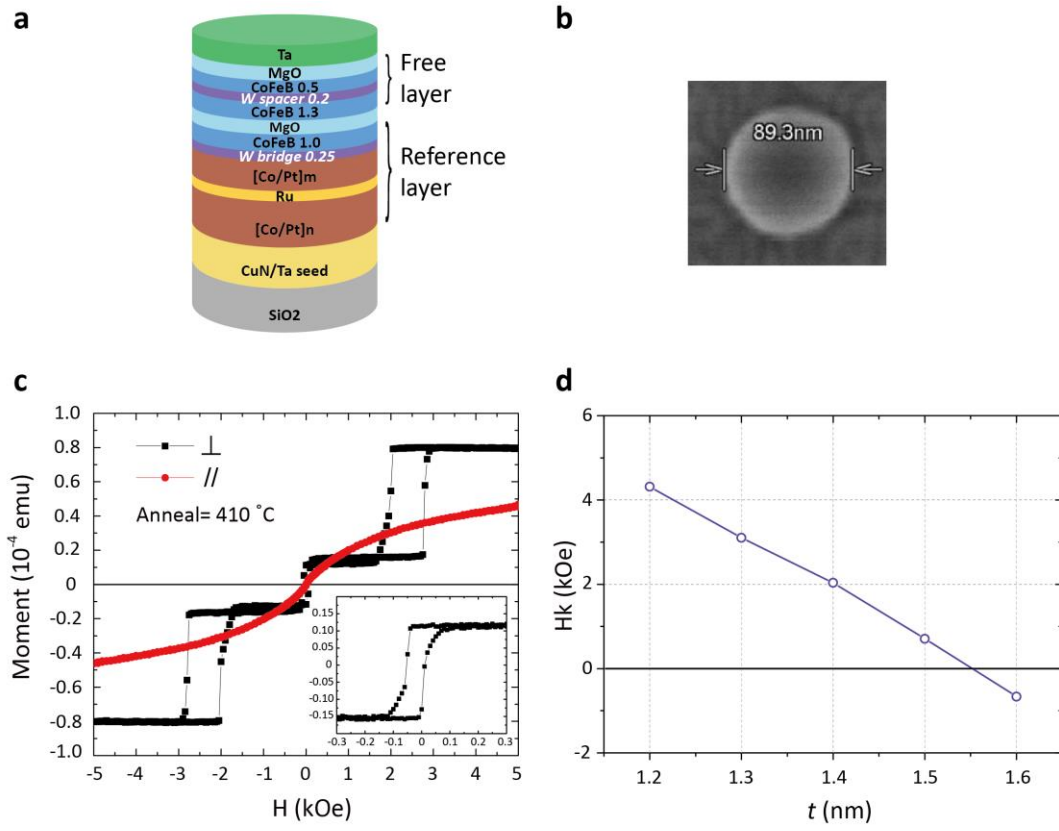 a
Ta
MgO
CoFeB 0.5
W spacer 0.2
CoFeB 1.3
MgO
CoFeB 1.0
W bridge 0.25
[Co/Pt]m
Ru
[Co/Pt]n
CuN/Ta seed
SiO2
Free
layer
Reference
layer
b
89.3nm
c
⊥
//
Anneal= 410 °C
Moment (10⁻⁴ emu)
1.0
0.8
0.6
0.4
0.2
0
-0.2
-0.4
-0.6
-0.8
-1.0
-5 -4 -3 -2 -1 0 1 2 3 4 5
H (kOe)
0.15
0.10
0.05
0
-0.05
-0.10
-0.15
-0.3 -0.2 -0.1 0 0.1 0.2 0.3
d
Hk (kOe)
6
4
2
0
-2
1.2 1.3 1.4 1.5 1.6
t (nm)